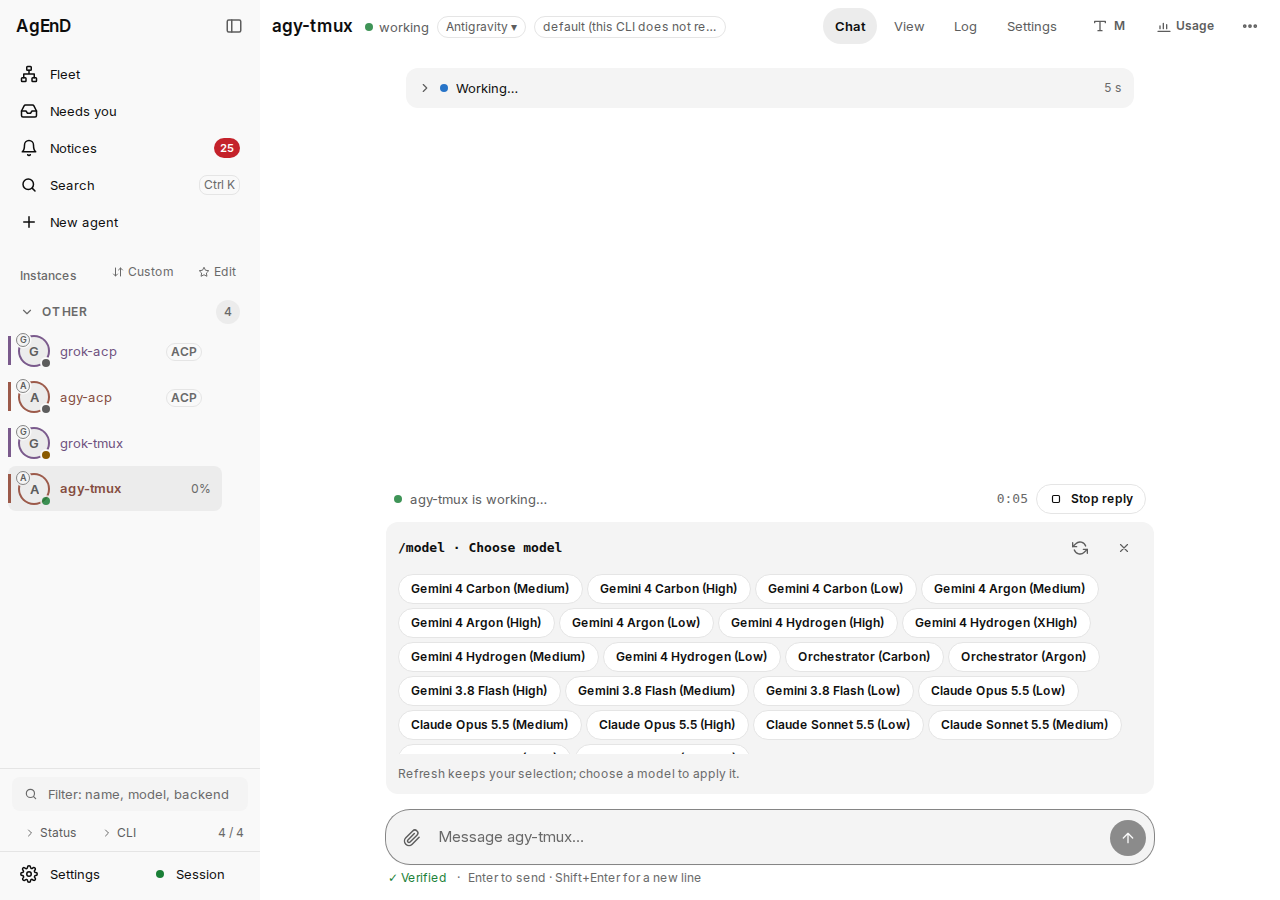 AgEnD
Fleet
Needs you
Notices 25
Search Ctrl K
New agent
Instances Custom Edit
OTHER 4
G G grok-acp ACP
A A agy-acp ACP
G G grok-tmux
A A agy-tmux 0%
Filter: name, model, backend
Status CLI 4 / 4
Settings Session
agy-tmux working Antigravity ▾ default (this CLI does not re... Chat View Log Settings M Usage •••
Working... 5 s
agy-tmux is working... 0:05 Stop reply
/model · Choose model
Gemini 4 Carbon (Medium) Gemini 4 Carbon (High) Gemini 4 Carbon (Low) Gemini 4 Argon (Medium)
Gemini 4 Argon (High) Gemini 4 Argon (Low) Gemini 4 Hydrogen (High) Gemini 4 Hydrogen (XHigh)
Gemini 4 Hydrogen (Medium) Gemini 4 Hydrogen (Low) Orchestrator (Carbon) Orchestrator (Argon)
Gemini 3.8 Flash (High) Gemini 3.8 Flash (Medium) Gemini 3.8 Flash (Low) Claude Opus 5.5 (Low)
Claude Opus 5.5 (Medium) Claude Opus 5.5 (High) Claude Sonnet 5.5 (Low) Claude Sonnet 5.5 (Medium)
Refresh keeps your selection; choose a model to apply it.
Message agy-tmux...
✓ Verified · Enter to send · Shift+Enter for a new line